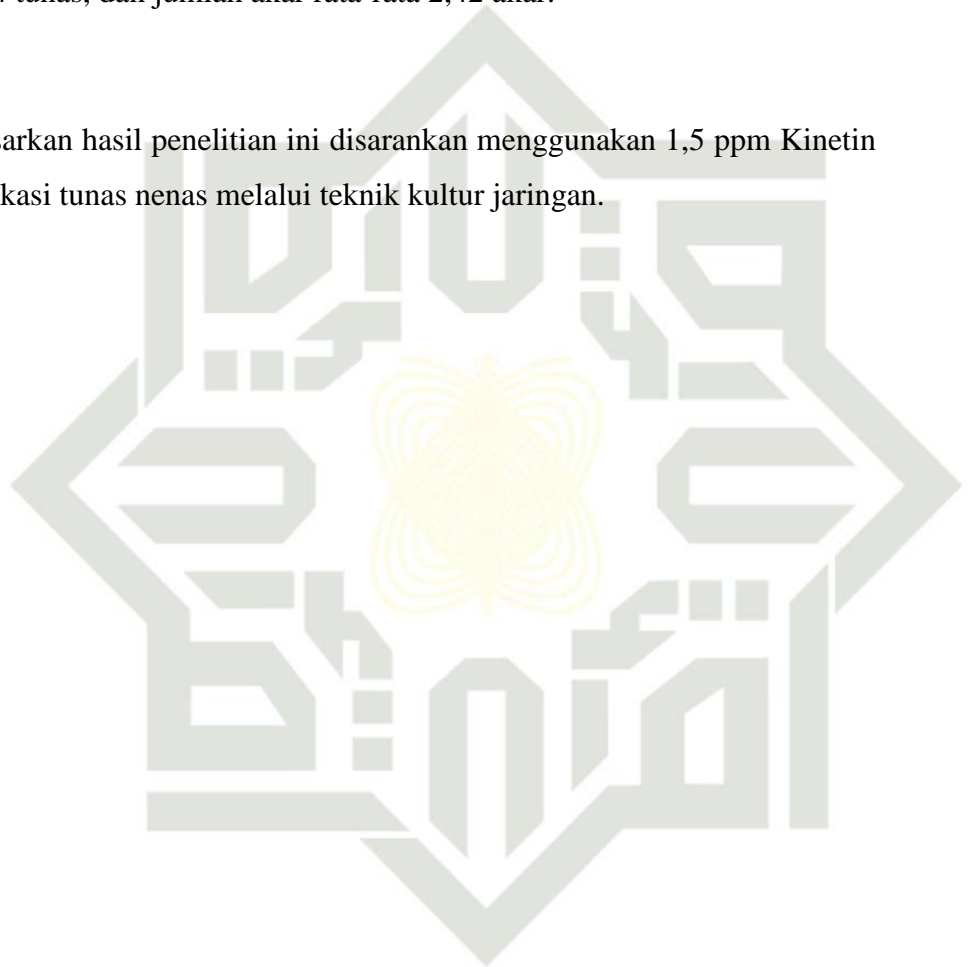 tunas, dan jumlah akar rata-rata 2,42 akar.
sarkan hasil penelitian ini disarankan menggunakan 1,5 ppm Kinetin
kasi tunas nenas melalui teknik kultur jaringan.